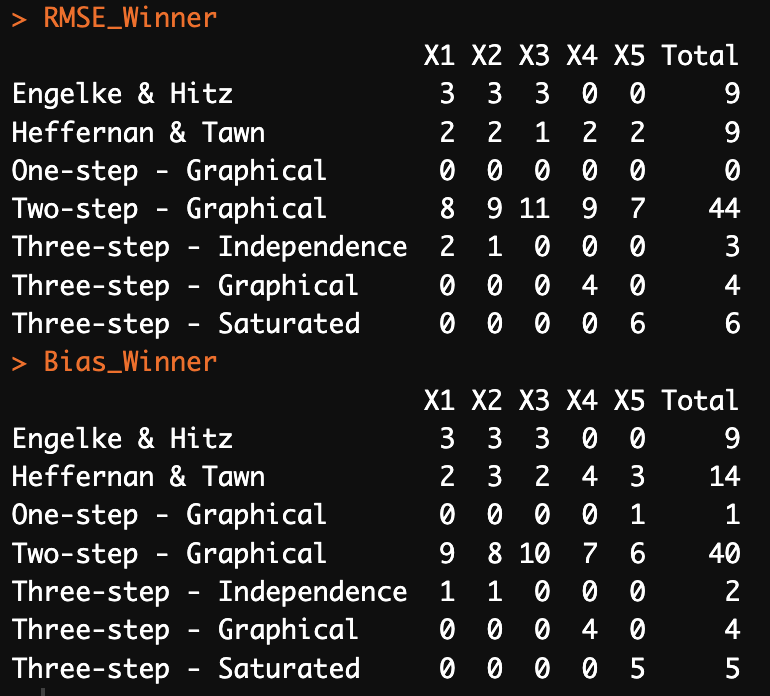 > RMSE_Winner
                           X1 X2 X3 X4 X5 Total
Engelke & Hitz              3  3  3  0  0     9
Heffernan & Tawn            2  2  1  2  2     9
One-step - Graphical        0  0  0  0  0     0
Two-step - Graphical        8  9 11  9  7    44
Three-step - Independence   2  1  0  0  0     3
Three-step - Graphical      0  0  0  4  0     4
Three-step - Saturated      0  0  0  0  6     6
> Bias_Winner
                           X1 X2 X3 X4 X5 Total
Engelke & Hitz              3  3  3  0  0     9
Heffernan & Tawn            2  3  2  4  3    14
One-step - Graphical        0  0  0  0  1     1
Two-step - Graphical        9  8 10  7  6    40
Three-step - Independence   1  1  0  0  0     2
Three-step - Graphical      0  0  0  4  0     4
Three-step - Saturated      0  0  0  0  5     5